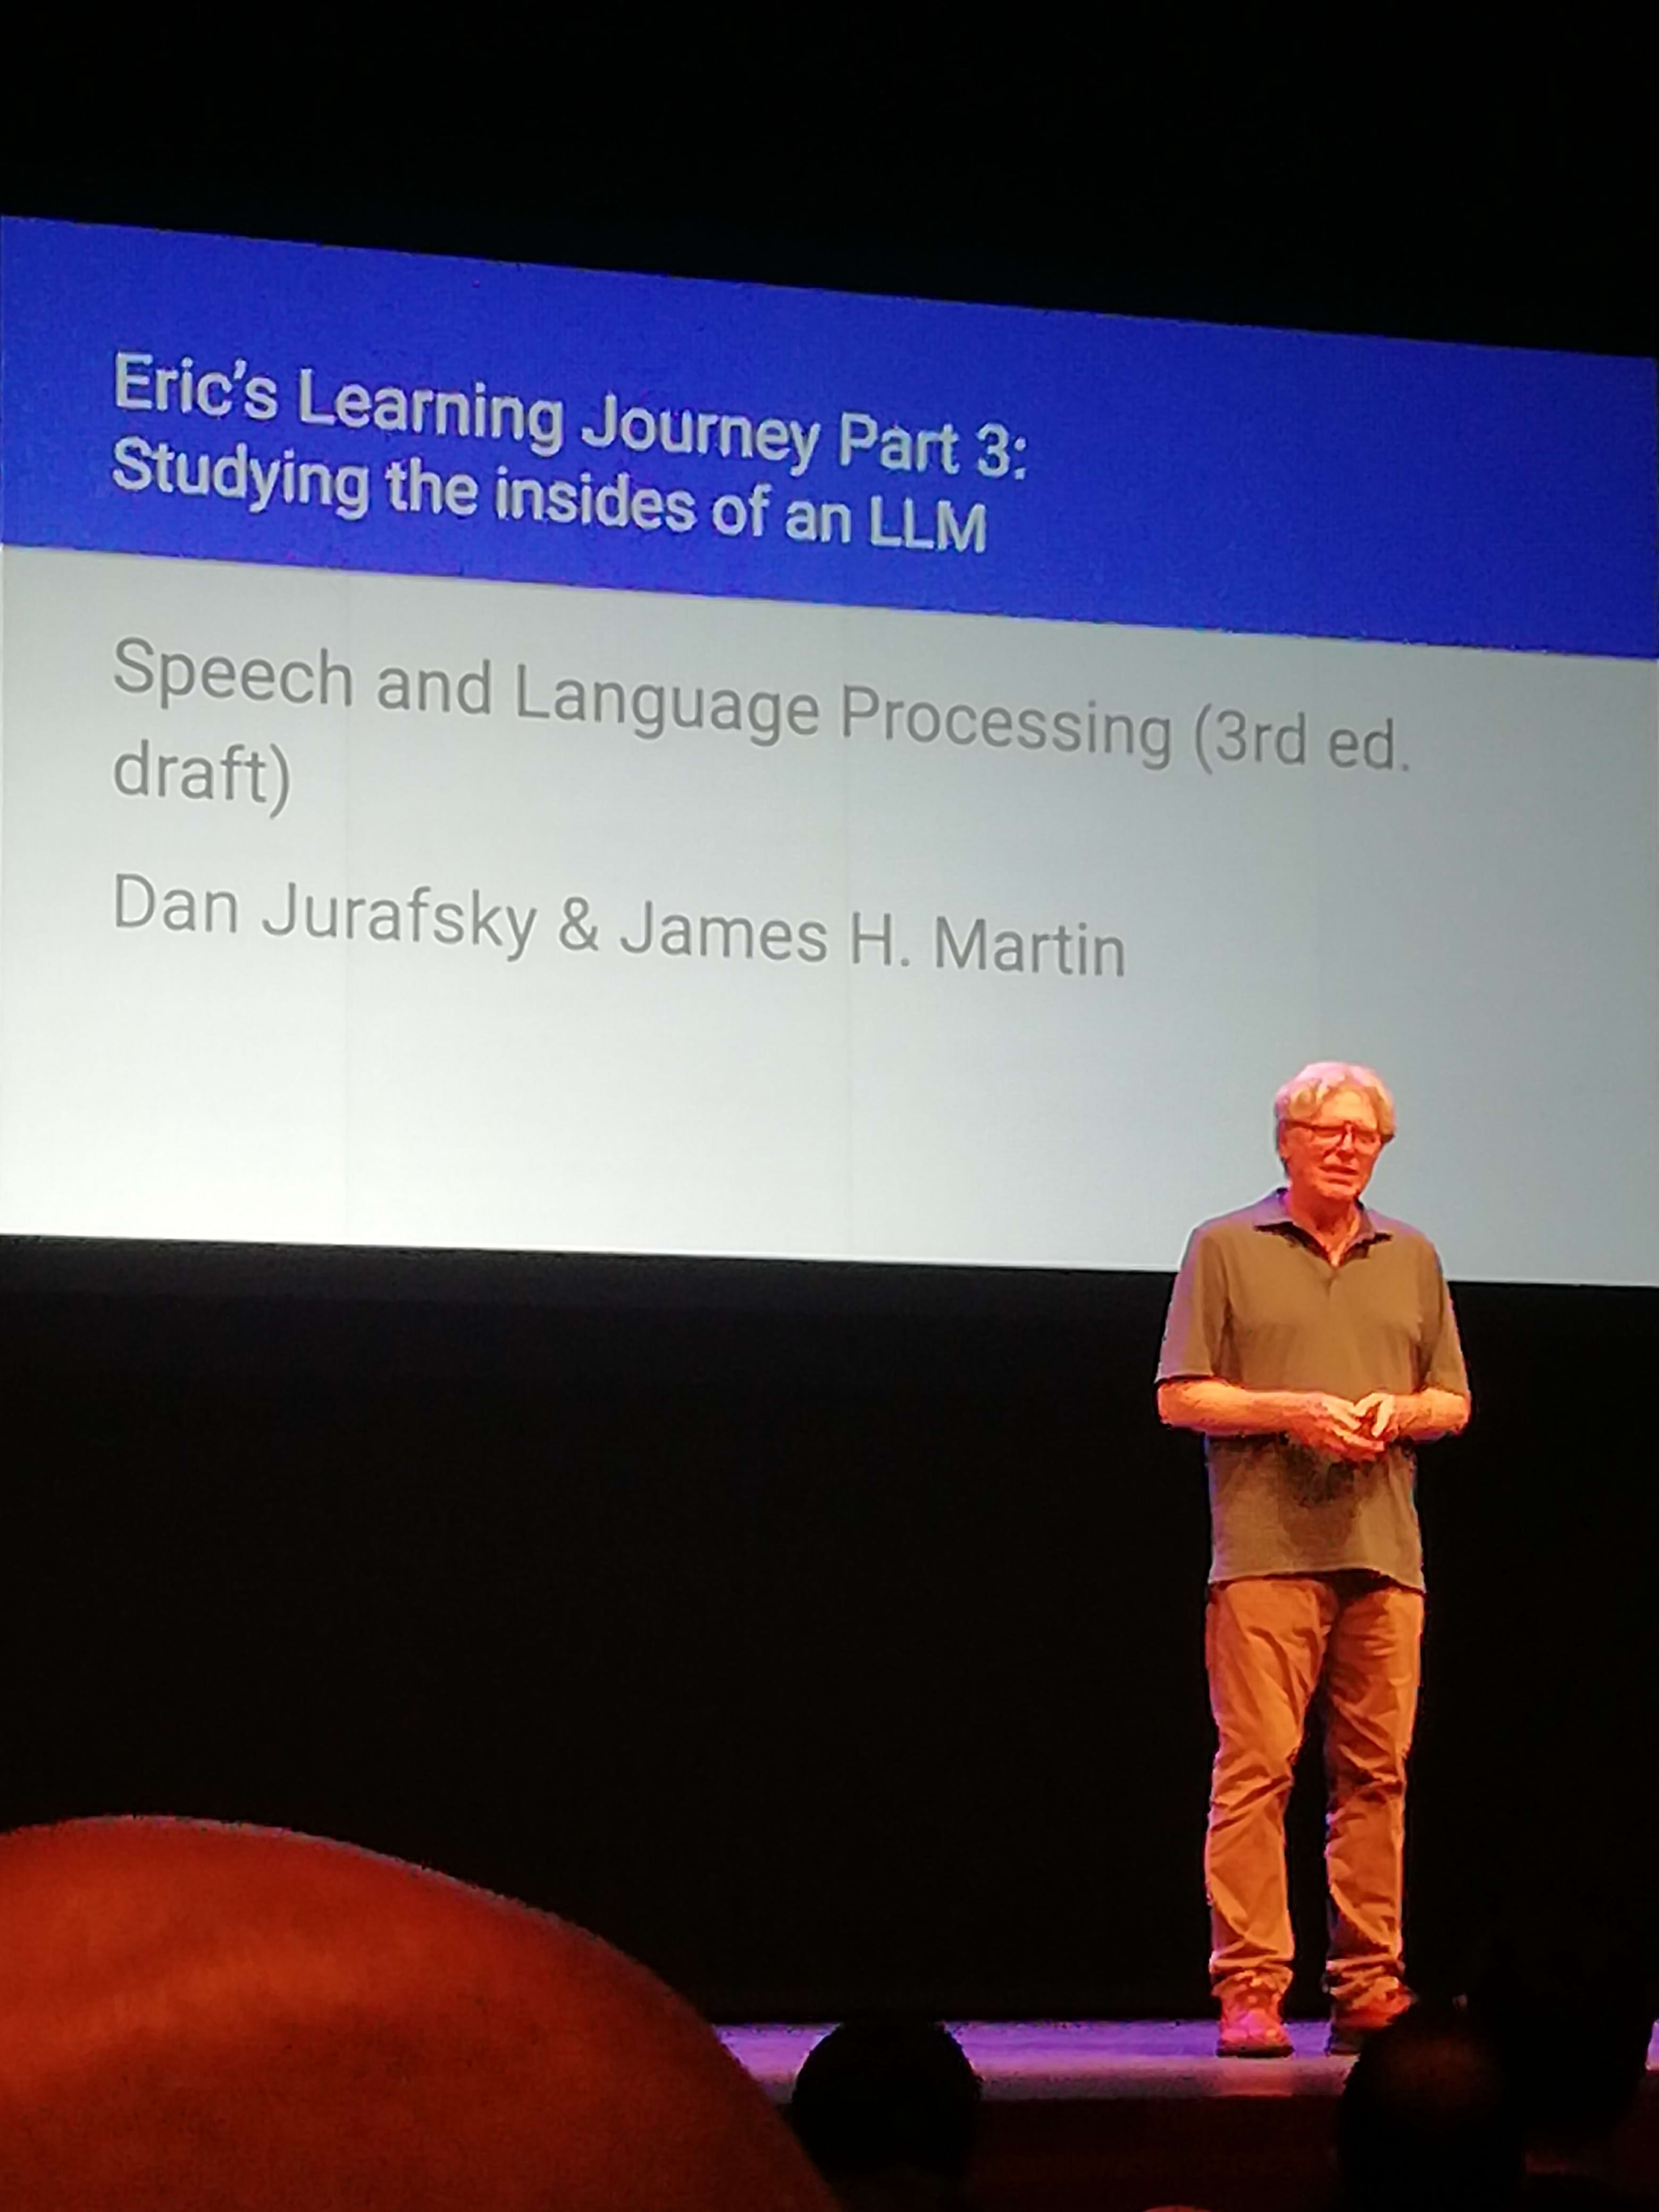 Eric’s Learning Journey Part 3:
Studying the insides of an LLM
Speech and Language Processing (3rd ed.
draft)
Dan Jurafsky & James H. Martin